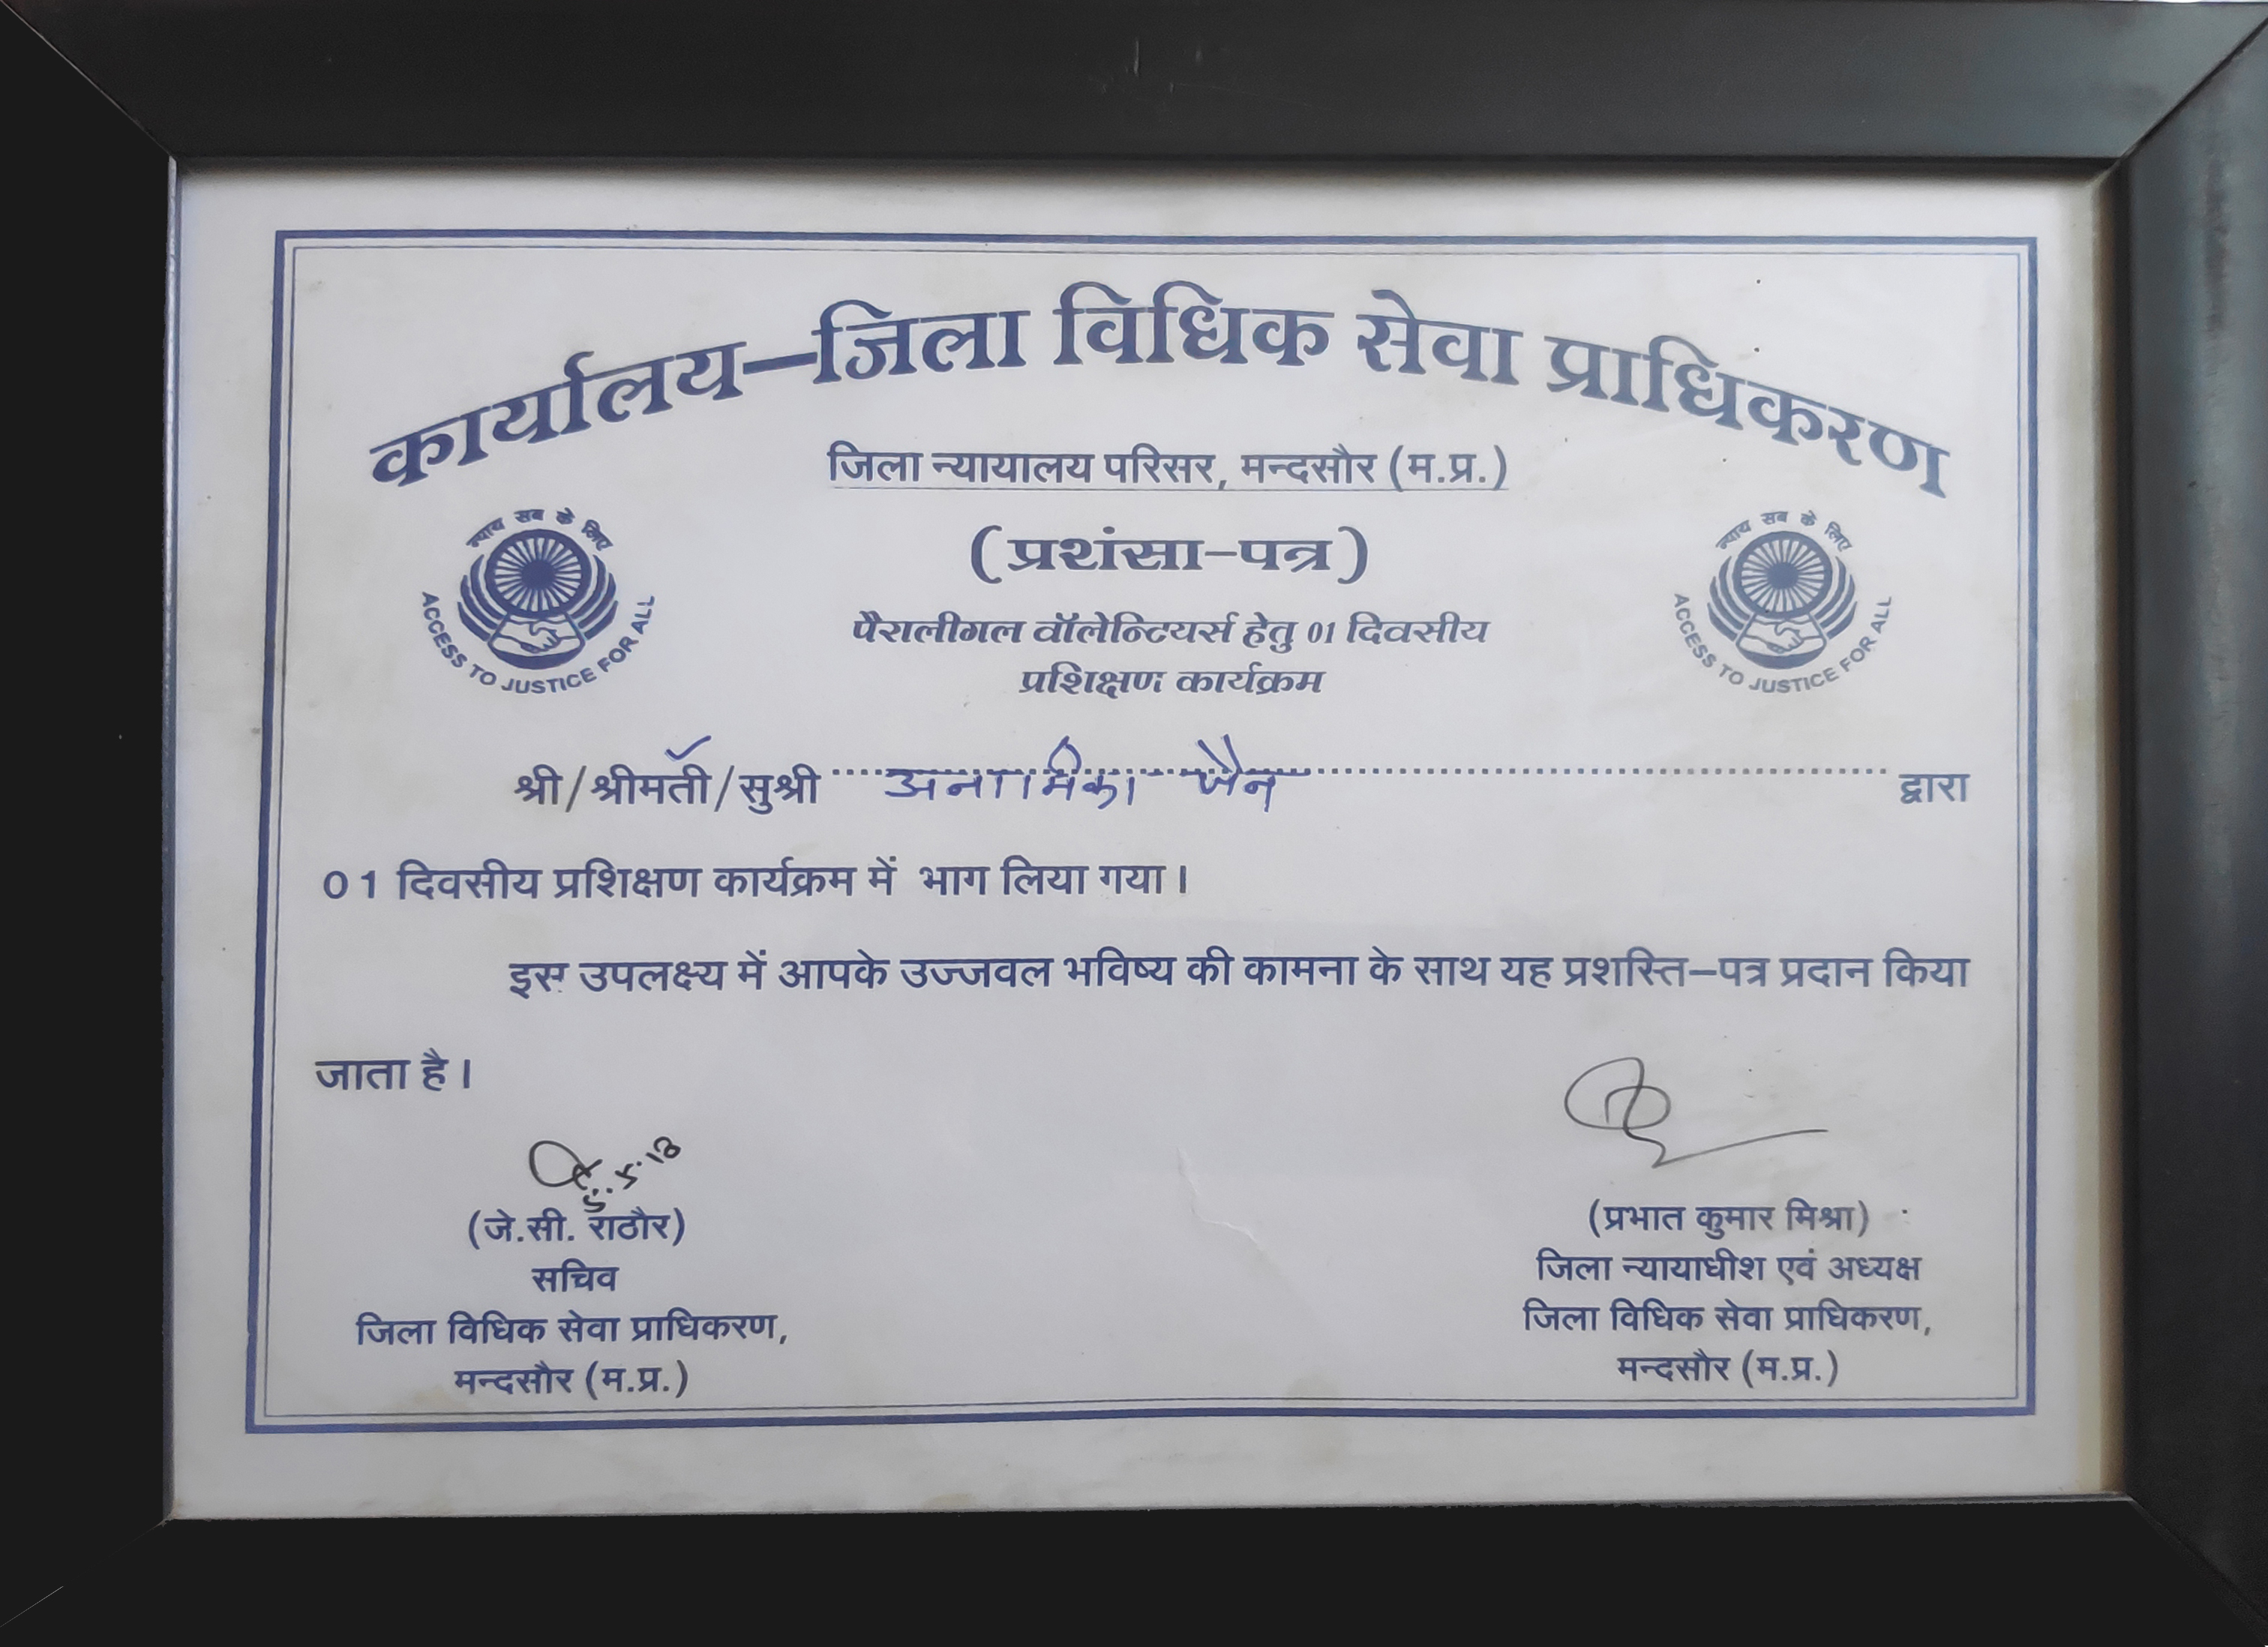 कार्यालय–जिला विधिक सेवा प्राधिकरण
जिला न्यायालय परिसर, मन्दसौर (म.प्र.)
न्याय सब के लिए
ACCESS TO JUSTICE FOR ALL
(प्रशंसा-पत्र)
न्याय सब के लिए
ACCESS TO JUSTICE FOR ALL
पैरालीगल वॉलेन्टियर्स हेतु 01 दिवसीय
प्रशिक्षण कार्यक्रम
श्री/श्रीमती/सुश्री अनामिका जैन द्वारा
01 दिवसीय प्रशिक्षण कार्यक्रम में भाग लिया गया।
इस उपलक्ष्य में आपके उज्जवल भविष्य की कामना के साथ यह प्रशस्ति–पत्र प्रदान किया
जाता है।
(जे.सी. राठौर)
सचिव
जिला विधिक सेवा प्राधिकरण,
मन्दसौर (म.प्र.)
(प्रभात कुमार मिश्रा)
जिला न्यायाधीश एवं अध्यक्ष
जिला विधिक सेवा प्राधिकरण,
मन्दसौर (म.प्र.)